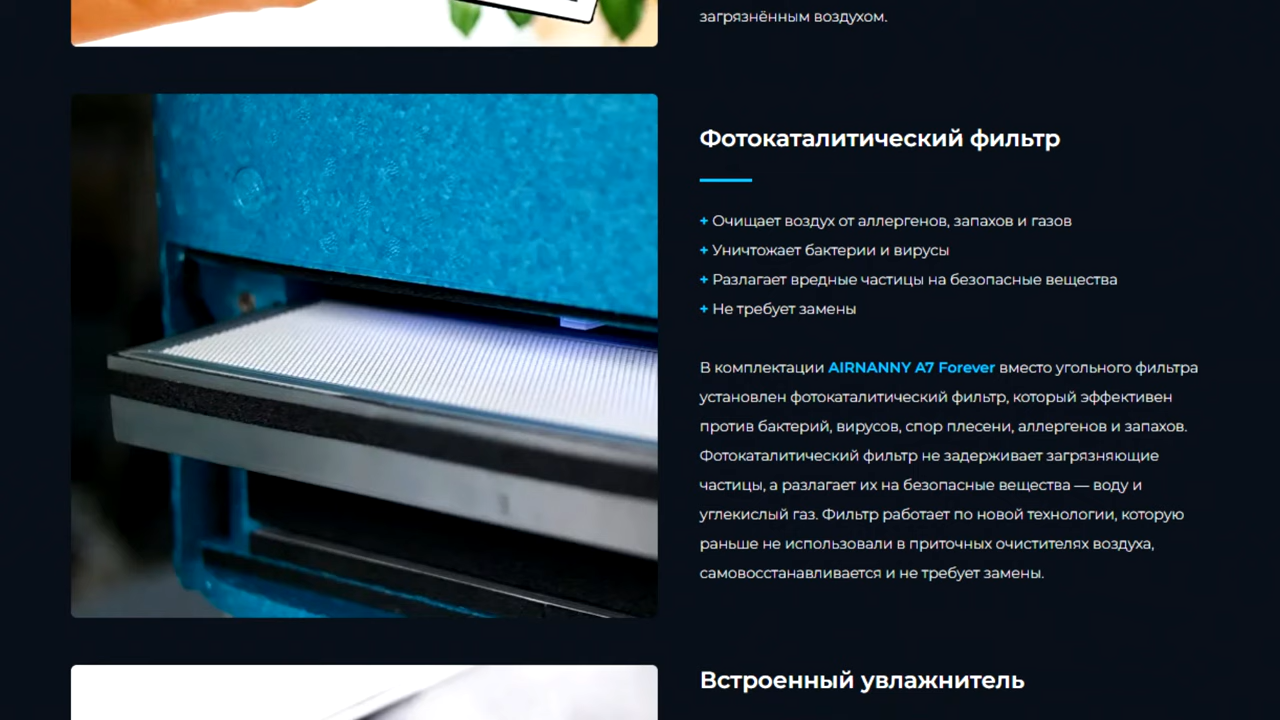 загрязнённым воздухом.
Фотокаталитический фильтр
+ Очищает воздух от аллергенов, запахов и газов
+ Уничтожает бактерии и вирусы
+ Разлагает вредные частицы на безопасные вещества
+ Не требует замены
В комплектации AIRNANNY A7 Forever вместо угольного фильтра
установлен фотокаталитический фильтр, который эффективен
против бактерий, вирусов, спор плесени, аллергенов и запахов.
Фотокаталитический фильтр не задерживает загрязняющие
частицы, а разлагает их на безопасные вещества — воду и
углекислый газ. Фильтр работает по новой технологии, которую
раньше не использовали в приточных очистителях воздуха,
самовосстанавливается и не требует замены.
Встроенный увлажнитель